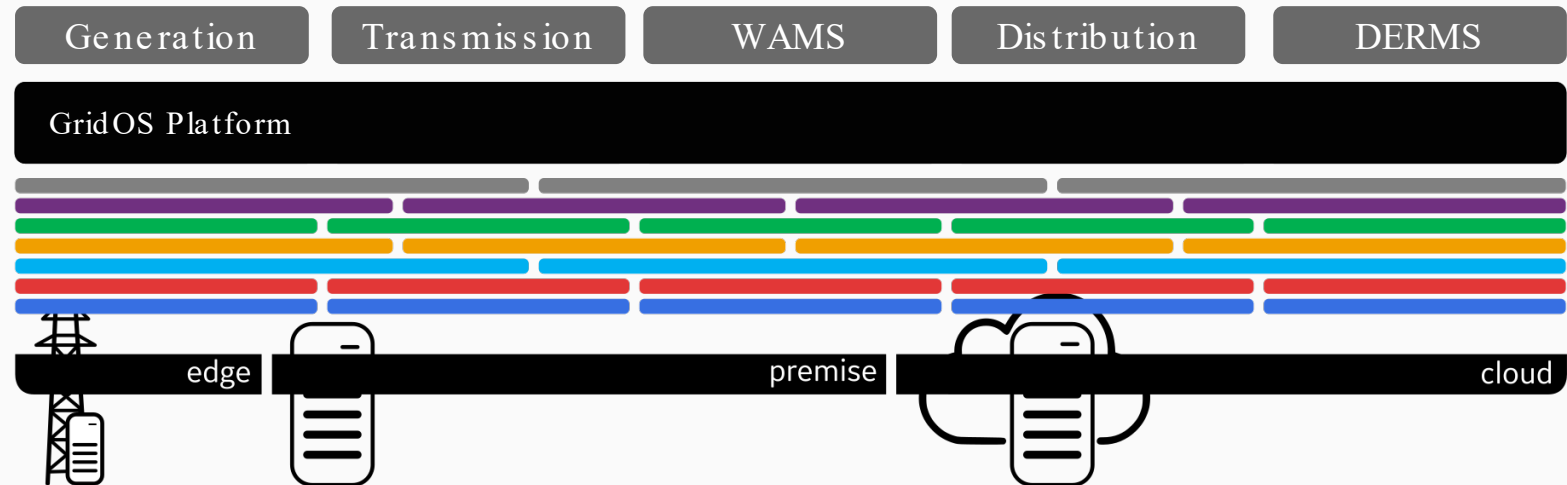 Generation
Transmission
WAMS
Distribution
DERMS
GridOS Platform
edge
premise
cloud